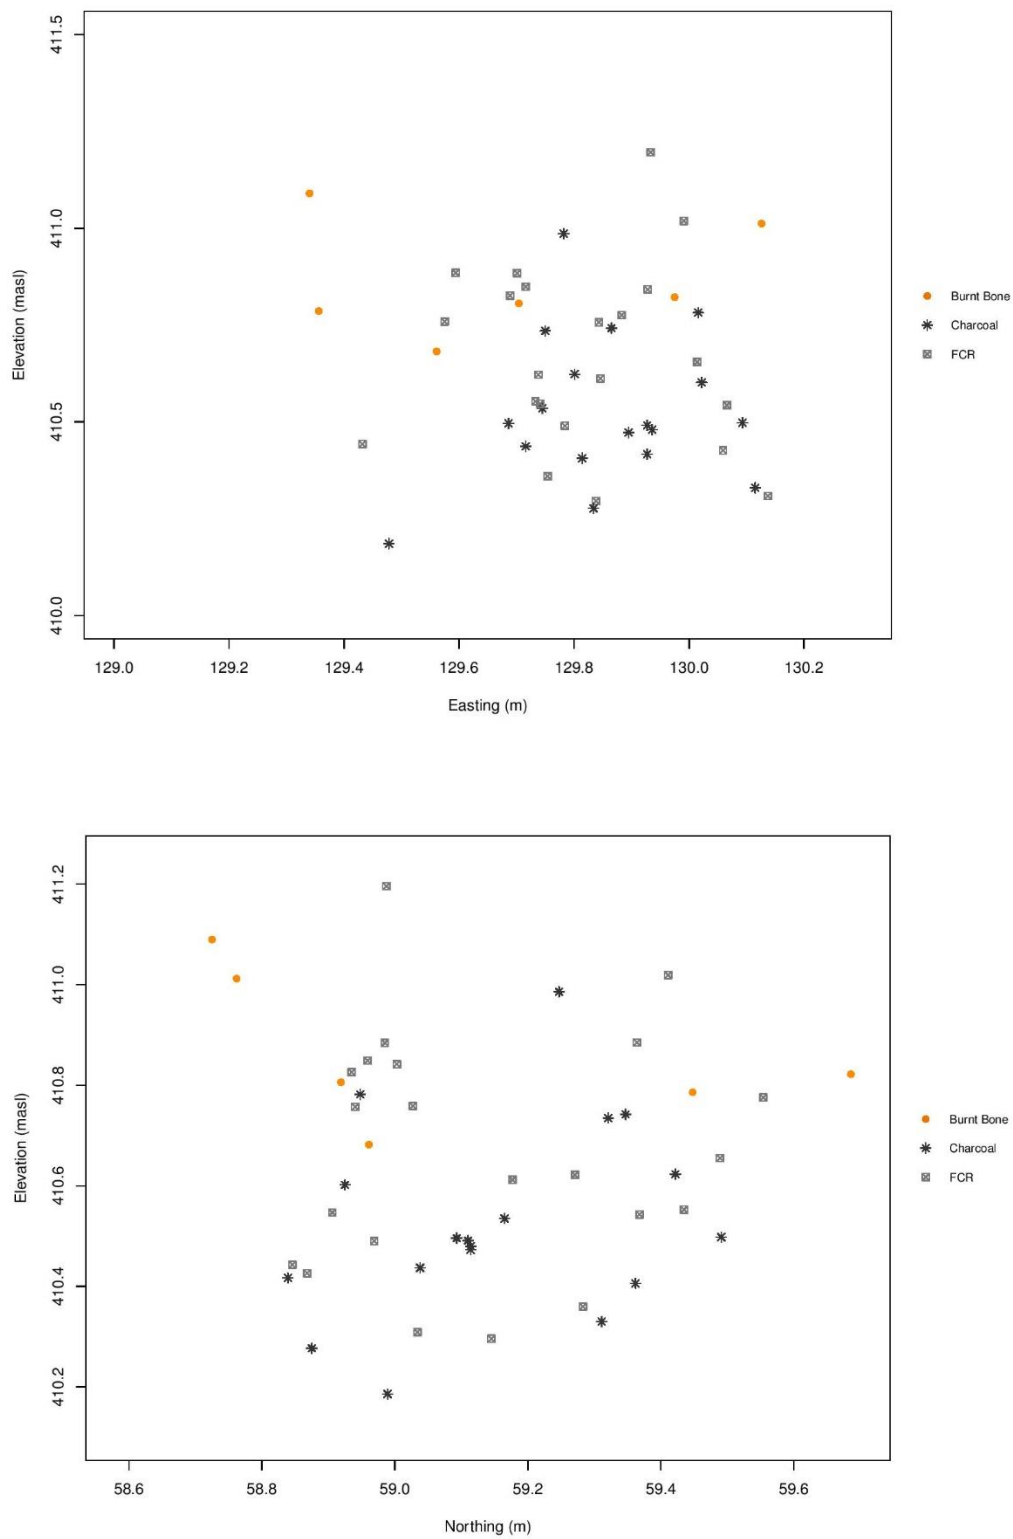 411.5
411.0
410.5
410.0
Elevation (masl)
129.0 129.2 129.4 129.6 129.8 130.0 130.2
Easting (m)
Burnt Bone
Charcoal
FCR
411.2
411.0
410.8
410.6
410.4
410.2
Elevation (masl)
58.6 58.8 59.0 59.2 59.4 59.6
Northing (m)
Burnt Bone
Charcoal
FCR